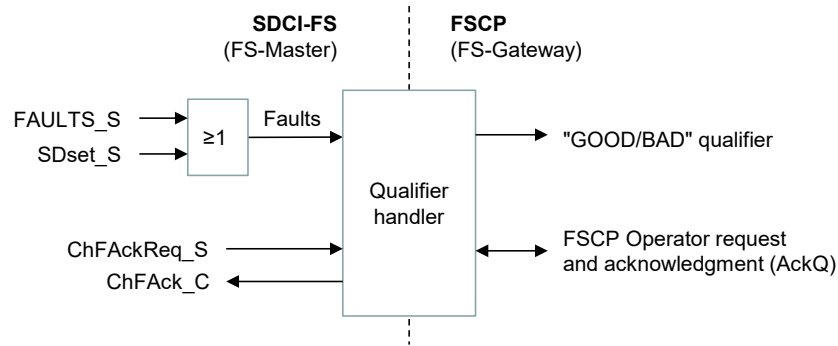 SDCI-FS
(FS-Master)
FSCP
(FS-Gateway)
FAULTS_S
SDset_S
≥1
Faults
Qualifier
handler
"GOOD/BAD" qualifier
ChFAckReq_S
ChFAck_C
FSCP Operator request
and acknowledgment (AckQ)